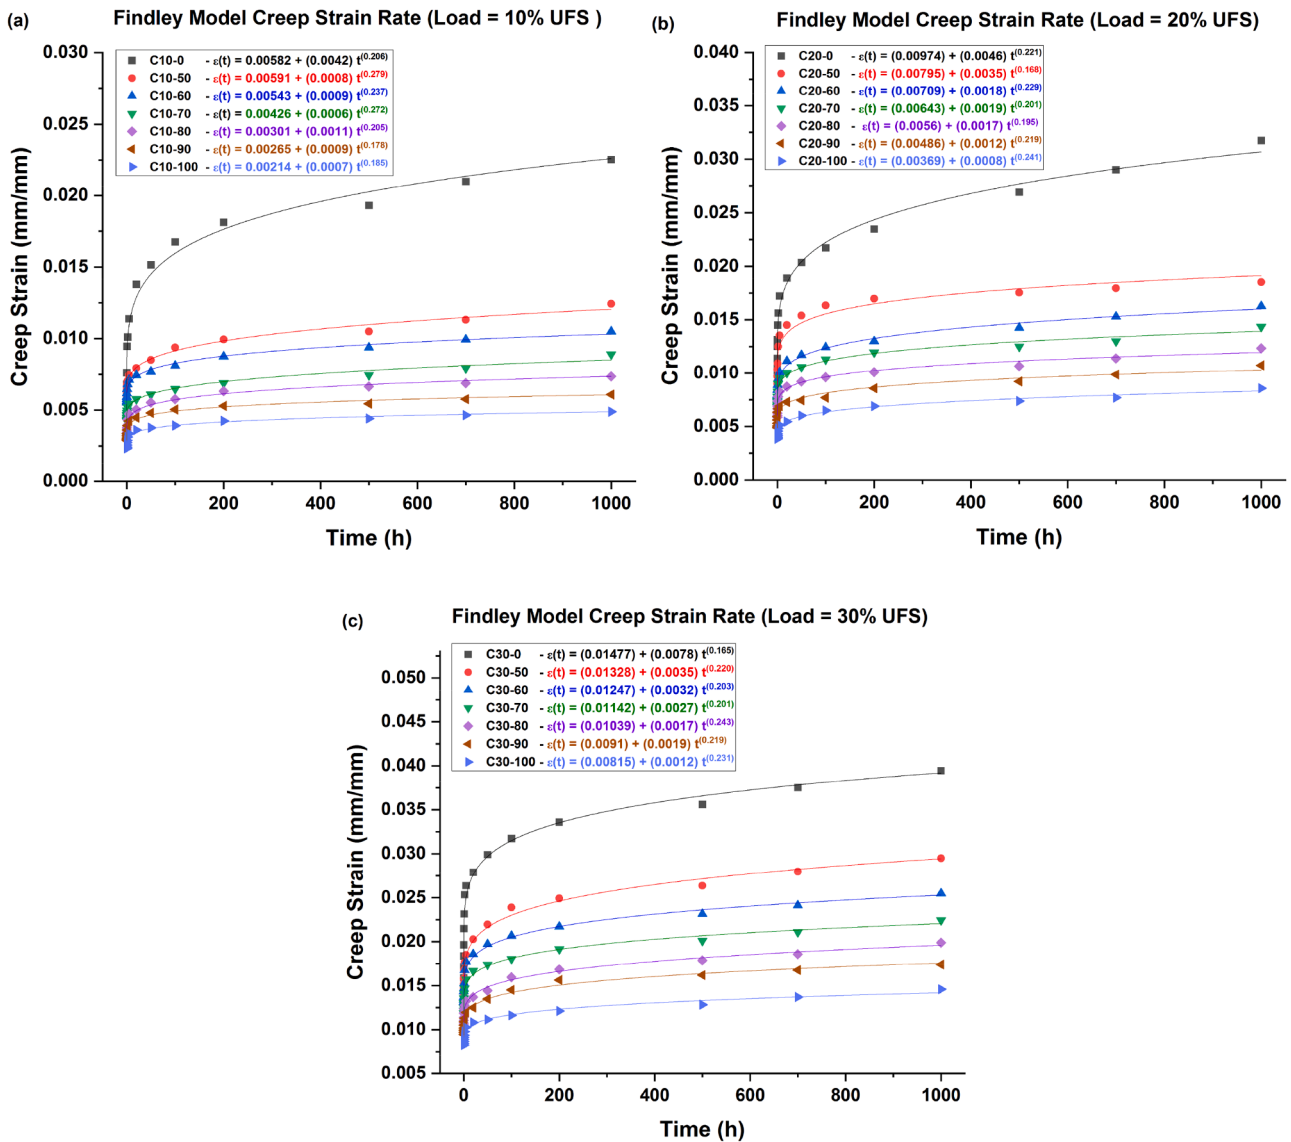 (a)
Findley Model Creep Strain Rate (Load = 10% UFS )
C10-0 - ε(t) = 0.00582 + (0.0042) t(0.206)
C10-50 - ε(t) = 0.00591 + (0.0008) t(0.279)
C10-60 - ε(t) = 0.00543 + (0.0009) t(0.237)
C10-70 - ε(t) = 0.00426 + (0.0006) t(0.272)
C10-80 - ε(t) = 0.00301 + (0.0011) t(0.205)
C10-90 - ε(t) = 0.00265 + (0.0009) t(0.178)
C10-100 - ε(t) = 0.00214 + (0.0007) t(0.185)
Creep Strain (mm/mm)
0.030
0.025
0.020
0.015
0.010
0.005
0.000
0 200 400 600 800 1000
Time (h)
(b)
Findley Model Creep Strain Rate (Load = 20% UFS)
C20-0 - ε(t) = (0.00974) + (0.0046) t(0.221)
C20-50 - ε(t) = (0.00795) + (0.0035) t(0.168)
C20-60 - ε(t) = (0.00709) + (0.0018) t(0.229)
C20-70 - ε(t) = (0.00643) + (0.0019) t(0.201)
C20-80 - ε(t) = (0.0056) + (0.0017) t(0.195)
C20-90 - ε(t) = (0.00486) + (0.0012) t(0.219)
C20-100 - ε(t) = (0.00369) + (0.0008) t(0.241)
Creep Strain (mm/mm)
0.040
0.035
0.030
0.025
0.020
0.015
0.010
0.005
0.000
0 200 400 600 800 1000
Time (h)
(c)
Findley Model Creep Strain Rate (Load = 30% UFS)
C30-0 - ε(t) = (0.01477) + (0.0078) t(0.165)
C30-50 - ε(t) = (0.01328) + (0.0035) t(0.220)
C30-60 - ε(t) = (0.01247) + (0.0032) t(0.203)
C30-70 - ε(t) = (0.01142) + (0.0027) t(0.201)
C30-80 - ε(t) = (0.01039) + (0.0017) t(0.243)
C30-90 - ε(t) = (0.0091) + (0.0019) t(0.219)
C30-100 - ε(t) = (0.00815) + (0.0012) t(0.231)
Creep Strain (mm/mm)
0.050
0.045
0.040
0.035
0.030
0.025
0.020
0.015
0.010
0.005
0 200 400 600 800 1000
Time (h)